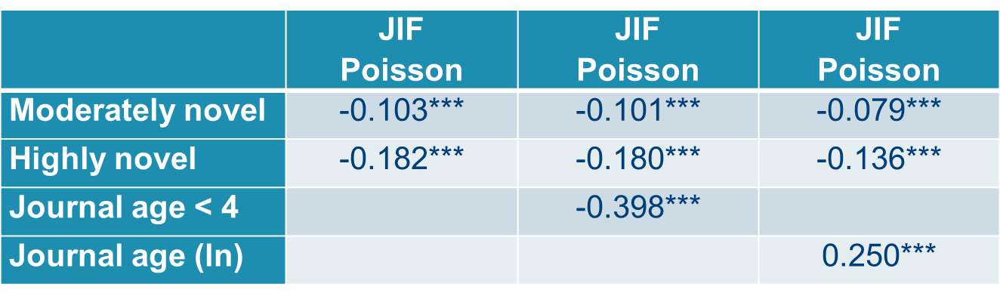 JIF JIF JIF
Poisson Poisson Poisson
Moderately novel -0.103*** -0.101*** -0.079***
Highly novel -0.182*** -0.180*** -0.136***
Journal age < 4 -0.398***
Journal age (ln) 0.250***